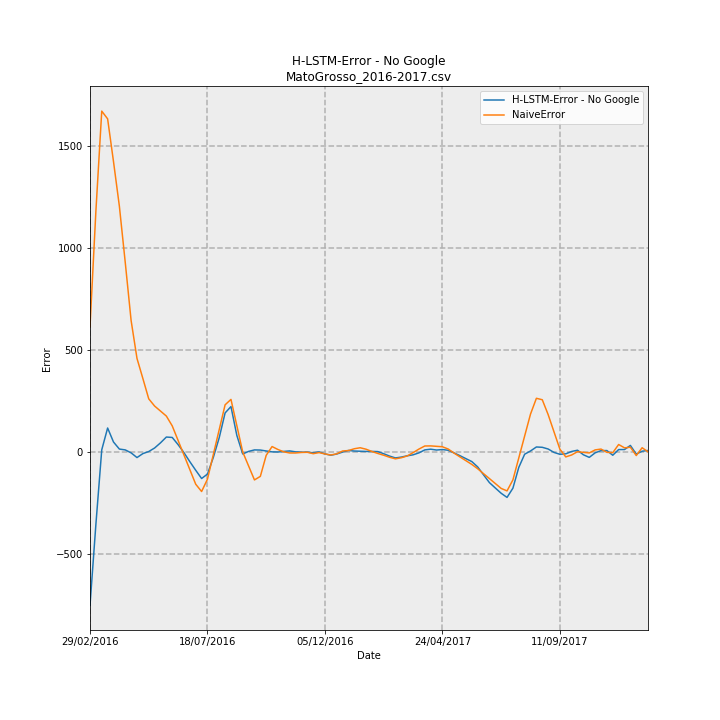 H-LSTM-Error - No Google
MatoGrosso_2016-2017.csv
H-LSTM-Error - No Google
NaiveError
1500
1000
500
0
−500
Error
29/02/2016
18/07/2016
05/12/2016
24/04/2017
11/09/2017
Date